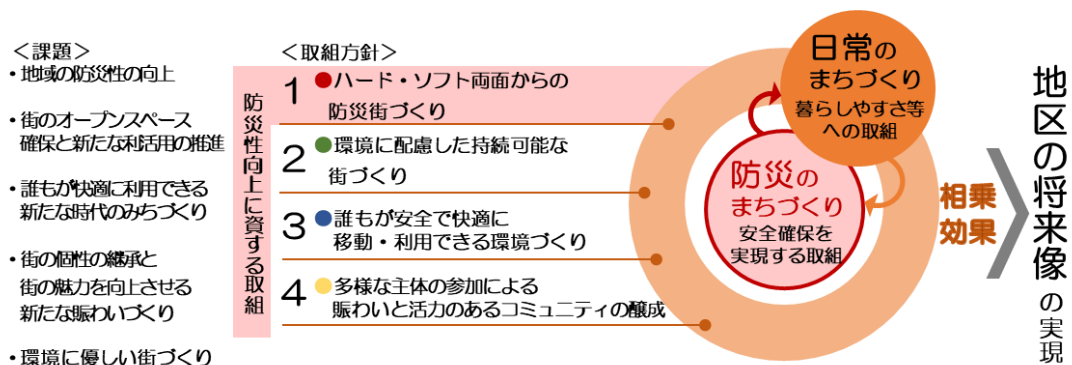 ＜課題＞
・地域の防災性の向上
・街のオープンスペース
確保と新たな利活用の推進
・誰もが快適に利用できる
新たな時代のみちづくり
・街の個性の継承と
街の魅力を向上させる
新たな賑わいづくり
・環境に優しい街づくり
＜取組方針＞
防災性向上に資する取組
1 ●ハード・ソフト両面からの
防災街づくり
2 ●環境に配慮した持続可能な
街づくり
3 ●誰もが安全で快適に
移動・利用できる環境づくり
4 ●多様な主体の参加による
賑わいと活力のあるコミュニティの醸成
日常の
まちづくり
暮らしやすさ等
への取組
防災の
まちづくり
安全確保を
実現する取組
相乗
効果
地区の将来像の実現